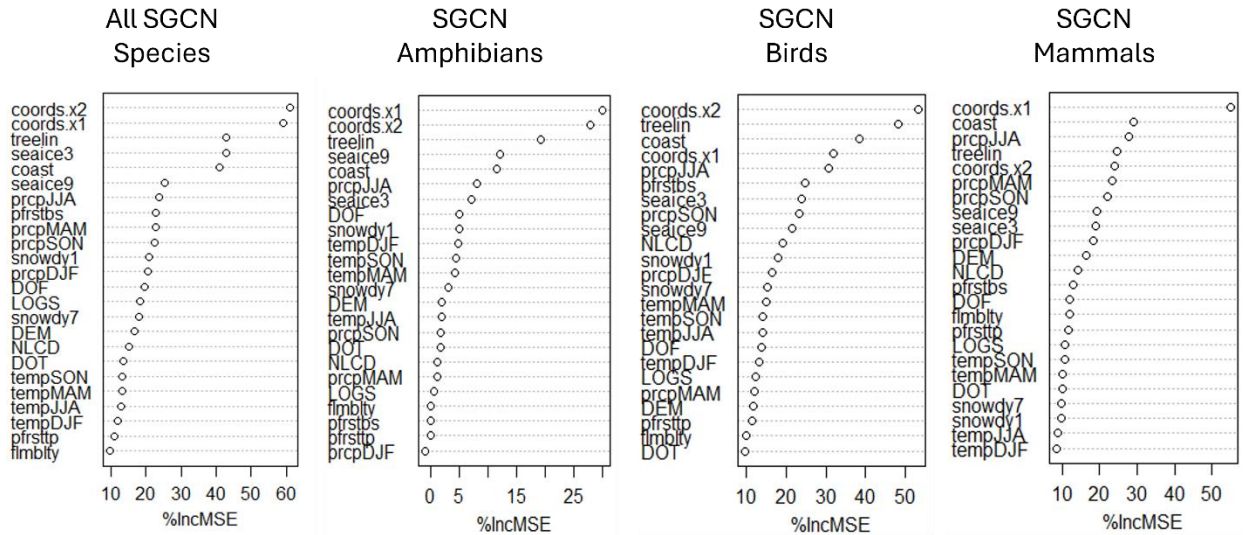 All SGCN
Species
coords.x2
coords.x1
treelin
seaice3
coast
seaice9
prcpJJA
pfrstbs
prcpMAM
prcpSON
snowdy1
prcpDJF
DOF
LOGS
snowdy7
DEM
NLCD
DOT
tempSON
tempMAM
tempJJA
tempDJF
pfrsttp
flmblty
10 20 30 40 50 60
%IncMSE
SGCN
Amphibians
coords.x1
coords.x2
treelin
seaice9
coast
prcpJJA
seaice3
DOF
snowdy1
tempDJF
tempSON
tempMAM
snowdy7
DEM
tempJJA
prcpSON
DOT
NLCD
prcpMAM
LOGS
flmblty
pfrstbs
pfrsttp
prcpDJF
0 5 15 25
%IncMSE
SGCN
Birds
coords.x2
treelin
coast
coords.x1
prcpJJA
pfrstbs
seaice3
prcpSON
seaice9
NLCD
snowdy1
prcpDJF
snowdy7
tempMAM
tempSON
tempJJA
DOF
tempDJF
LOGS
prcpMAM
DEM
pfrsttp
flmblty
DOT
10 20 30 40 50
%IncMSE
SGCN
Mammals
coords.x1
coast
prcpJJA
treelin
coords.x2
prcpMAM
prcpSON
seaice9
seaice3
prcpDJF
DEM
NLCD
pfrstbs
DOF
flmblty
pfrsttp
LOGS
tempSON
tempMAM
DOT
snowdy7
snowdy1
tempJJA
tempDJF
10 20 30 40 50
%IncMSE